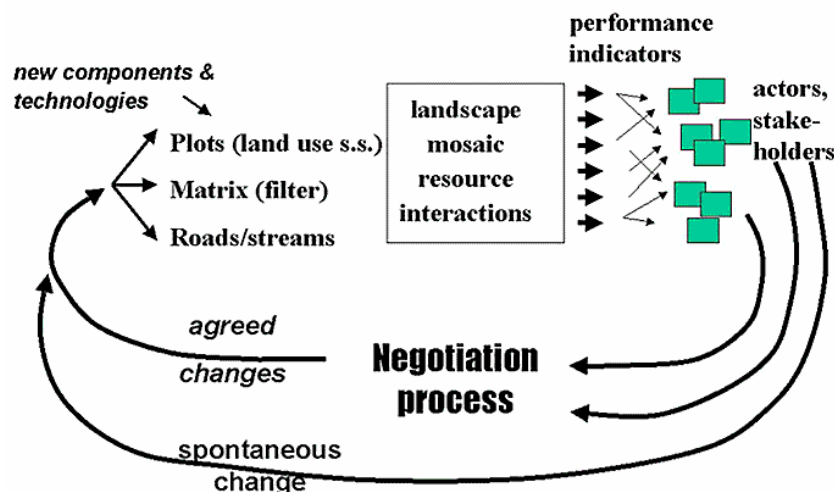 performance
indicators
new components &
technologies
Plots (land use s.s.)
Matrix (filter)
Roads/streams
landscape
mosaic
resource
interactions
actors,
stake-
holders
agreed
changes
Negotiation
process
spontaneous
change